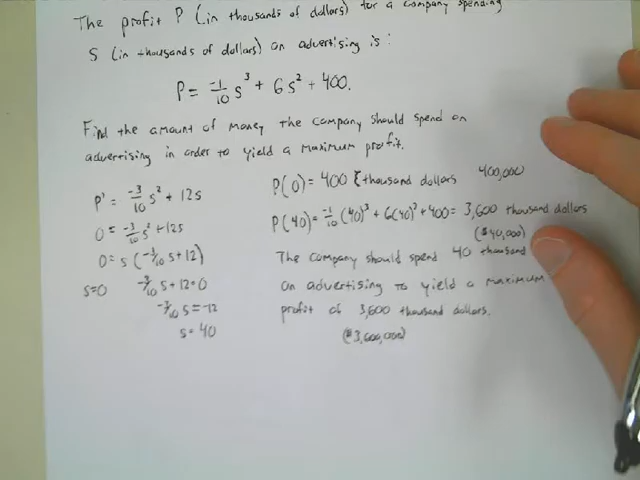 The profit P (in thousands of dollars) for a company spending
S (in thousands of dollars) on advertising is:
P = -1/10 s³ + 6s² + 400.
Find the amount of money the company should spend on
advertising in order to yield a maximum profit.
P' = -3/10 s² + 12s
0 = -3/10 s² + 12s
0 = s(-3/10 s + 12)
s=0 -3/10 s + 12 = 0
-3/10 s = -12
s = 40
P(0) = 400 (thousand dollars 400,000
P(40) = -1/10 (40)³ + 6(40)² + 400 = 3,600 thousand dollars
($40,000)
The company should spend 40 thousand
on advertising to yield a maximum
profit of 3,600 thousand dollars.
($3,600,000)